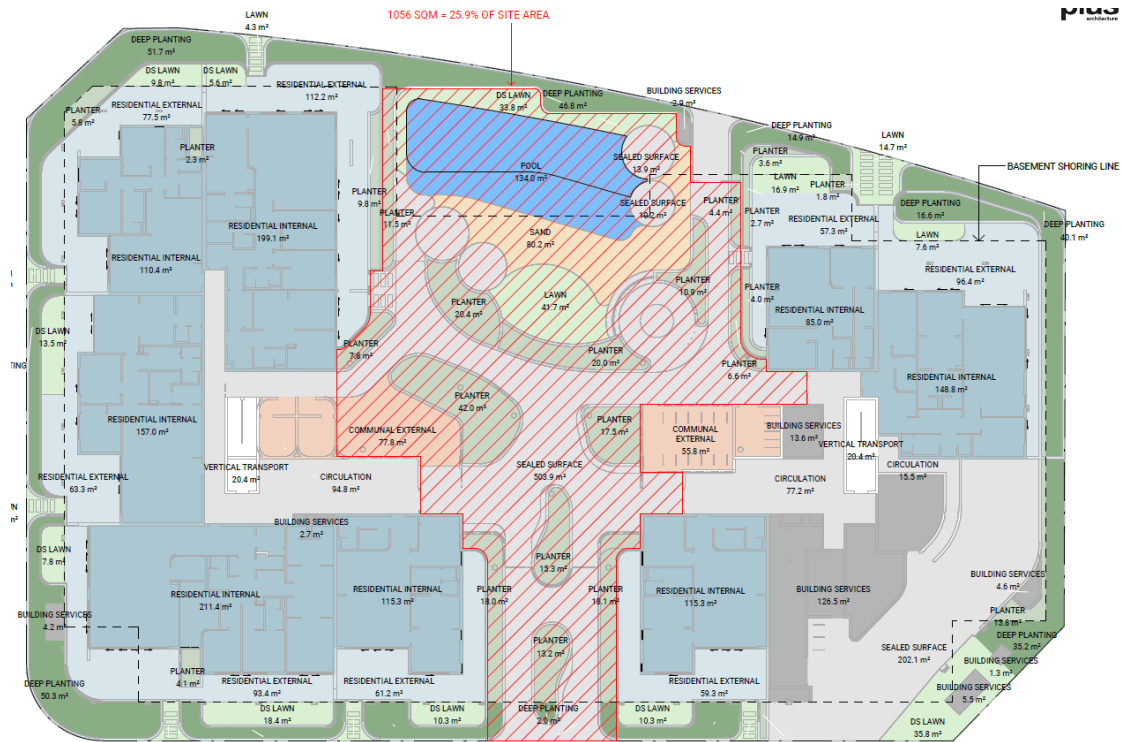 1056 SQM = 25.9% OF SITE AREA
plus
architecture
LAWN
4.3 m²
DEEP PLANTING
51.7 m²
DS LAWN
9.8 m²
DS LAWN
5.6 m²
RESIDENTIAL EXTERNAL
112.2 m²
RESIDENTIAL EXTERNAL
77.5 m²
PLANTER
5.8 m²
PLANTER
2.3 m²
DS LAWN
33.8 m²
DEEP PLANTING
46.8 m²
BUILDING SERVICES
2.9 m²
DEEP PLANTING
14.9 m²
LAWN
14.7 m²
PLANTER
3.6 m²
LAWN
16.9 m²
PLANTER
1.8 m²
BASEMENT SHORING LINE
POOL
134.0 m²
SEALED SURFACE
13.9 m²
SEALED SURFACE
10.2 m²
PLANTER
9.8 m²
PLANTER
11.5 m²
PLANTER
4.4 m²
PLANTER
2.7 m²
RESIDENTIAL EXTERNAL
57.3 m²
DEEP PLANTING
16.6 m²
DEEP PLANTING
40.1 m²
LAWN
7.6 m²
RESIDENTIAL INTERNAL
199.1 m²
SAND
80.2 m²
RESIDENTIAL INTERNAL
110.4 m²
RESIDENTIAL EXTERNAL
96.4 m²
PLANTER
20.4 m²
LAWN
41.7 m²
PLANTER
10.9 m²
PLANTER
4.0 m²
RESIDENTIAL INTERNAL
85.0 m²
DS LAWN
13.5 m²
PLANTER
7.8 m²
PLANTER
20.0 m²
PLANTER
6.6 m²
TING
RESIDENTIAL INTERNAL
148.8 m²
PLANTER
42.0 m²
RESIDENTIAL INTERNAL
157.0 m²
COMMUNAL EXTERNAL
77.8 m²
PLANTER
17.5 m²
COMMUNAL
EXTERNAL
55.8 m²
BUILDING SERVICES
13.6 m²
VERTICAL TRANSPORT
20.4 m²
VERTICAL TRANSPORT
20.4 m²
RESIDENTIAL EXTERNAL
63.3 m²
CIRCULATION
94.8 m²
SEALED SURFACE
503.9 m²
CIRCULATION
77.2 m²
CIRCULATION
15.5 m²
m²
BUILDING SERVICES
2.7 m²
DS LAWN
7.8 m²
PLANTER
15.3 m²
RESIDENTIAL INTERNAL
211.4 m²
RESIDENTIAL INTERNAL
115.3 m²
PLANTER
18.0 m²
PLANTER
18.1 m²
RESIDENTIAL INTERNAL
115.3 m²
BUILDING SERVICES
126.5 m²
BUILDING SERVICES
4.6 m²
BUILDING SERVICES
4.2 m²
PLANTER
13.6 m²
DEEP PLANTING
35.2 m²
PLANTER
13.2 m²
SEALED SURFACE
202.1 m²
BUILDING SERVICES
1.3 m²
PLANTER
4.1 m²
DEEP PLANTING
50.3 m²
RESIDENTIAL EXTERNAL
93.4 m²
RESIDENTIAL EXTERNAL
61.2 m²
RESIDENTIAL EXTERNAL
59.3 m²
BUILDING SERVICES
5.5 m²
DS LAWN
18.4 m²
DS LAWN
10.3 m²
DEEP PLANTING
2.0 m²
DS LAWN
10.3 m²
DS LAWN
35.8 m²